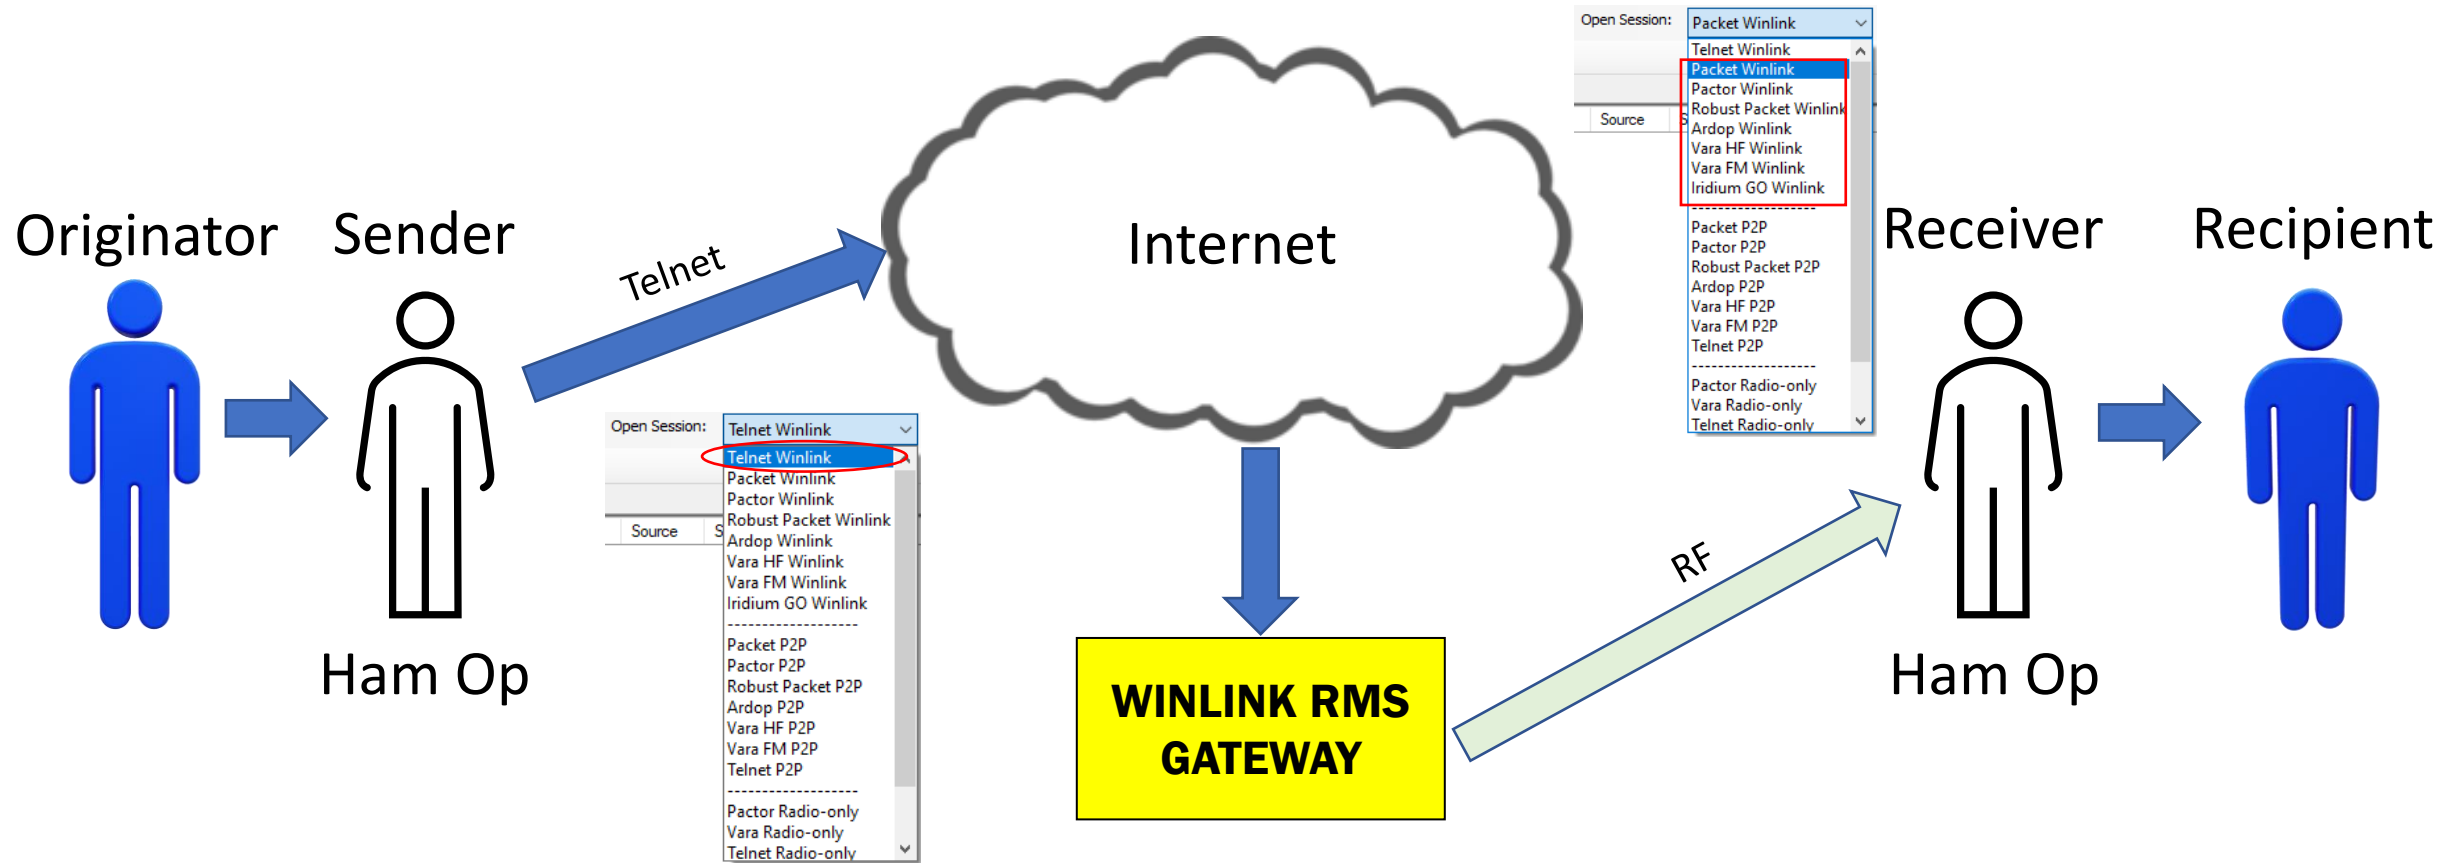 Originator
Sender
Ham Op
Telnet
Open Session:
Telnet Winlink
Telnet Winlink
Packet Winlink
Pactor Winlink
Robust Packet Winlink
Ardop Winlink
Vara HF Winlink
Vara FM Winlink
Iridium GO Winlink
-------------------
Packet P2P
Pactor P2P
Robust Packet P2P
Ardop P2P
Vara HF P2P
Vara FM P2P
Telnet P2P
-------------------
Pactor Radio-only
Vara Radio-only
Telnet Radio-only
Source
S
Internet
WINLINK RMS
GATEWAY
RF
Open Session:
Packet Winlink
Telnet Winlink
Packet Winlink
Pactor Winlink
Robust Packet Winlink
Ardop Winlink
Vara HF Winlink
Vara FM Winlink
Iridium GO Winlink
-------------------
Packet P2P
Pactor P2P
Robust Packet P2P
Ardop P2P
Vara HF P2P
Vara FM P2P
Telnet P2P
-------------------
Pactor Radio-only
Vara Radio-only
Telnet Radio-only
Source
S
Receiver
Ham Op
Recipient